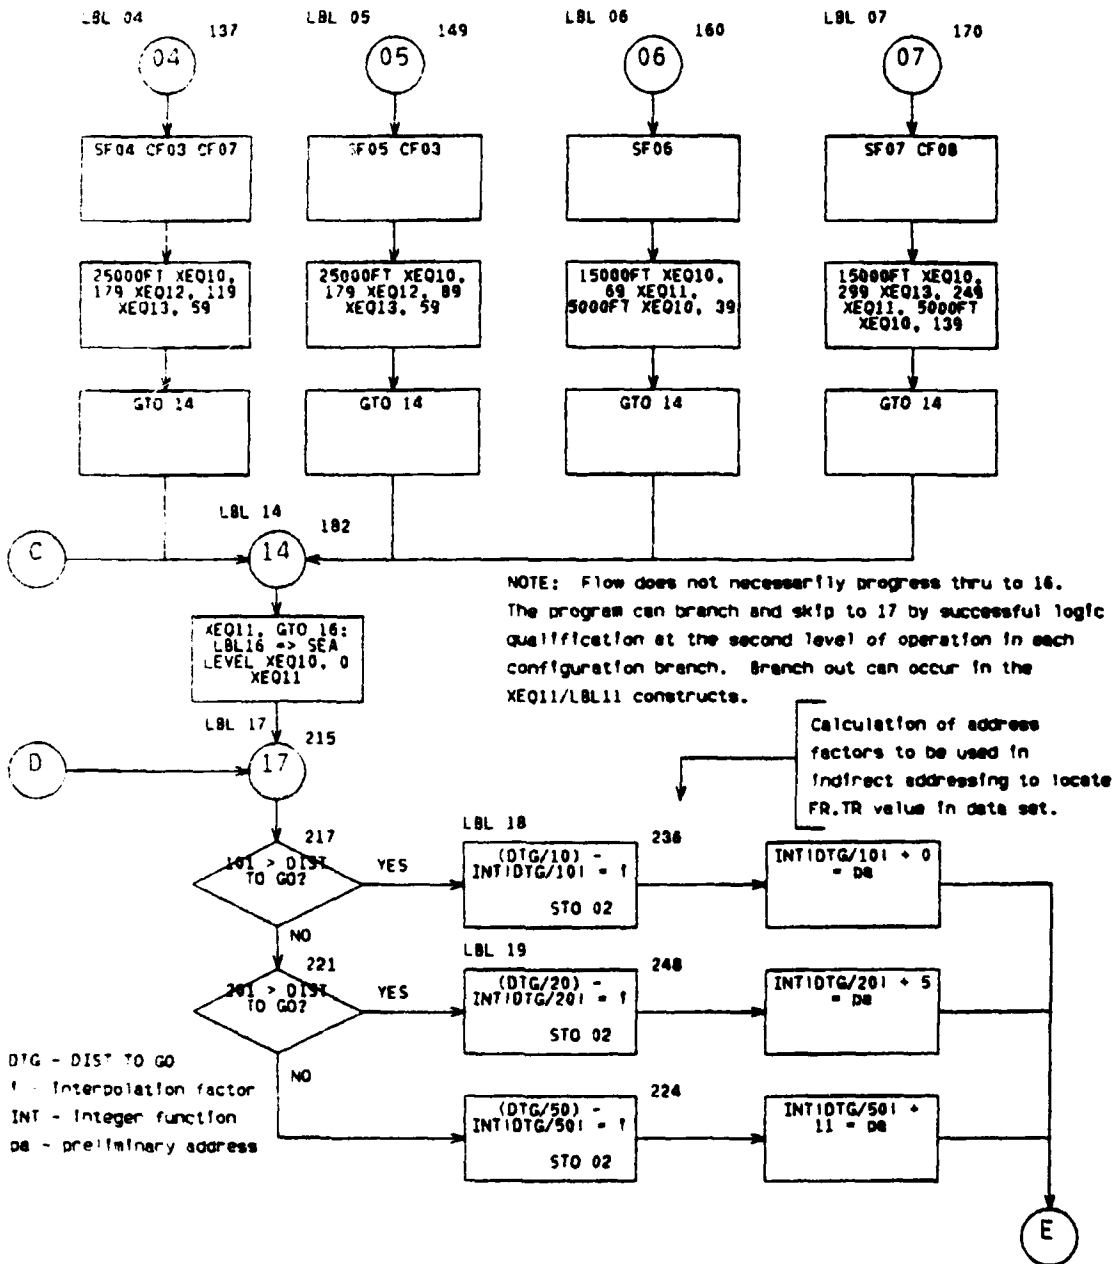 LBL 04
137
04
LBL 05
149
05
LBL 06
160
06
LBL 07
170
07
SF04 CF03 CF07
SF05 CF03
SF06
SF07 CF08
25000FT XEQ10,
179 XEQ12, 119
XEQ13, 59
25000FT XEQ10,
179 XEQ12, 89
XEQ13, 59
15000FT XEQ10,
69 XEQ11,
5000FT XEQ10, 39
15000FT XEQ10,
299 XEQ13, 249
XEQ11, 5000FT
XEQ10, 139
GTO 14
GTO 14
GTO 14
GTO 14
LBL 14
182
C
14
NOTE: Flow does not necessarily progress thru to 16.
The program can branch and skip to 17 by successful logic
qualification at the second level of operation in each
configuration branch. Branch out can occur in the
XEQ11/LBL11 constructs.
XEQ11, GTO 16:
LBL16 => SEA
LEVEL XEQ10, 0
XEQ11
LBL 17
215
D
17
Calculation of address
factors to be used in
indirect addressing to locate
FR,TR value in data set.
217
101 > DIST
TO GO?
YES
NO
LBL 18
236
(DTG/10) -
INT(DTG/10) = f
STO 02
INT(DTG/10) + 0
= pa
221
201 > DIST
TO GO?
YES
NO
LBL 19
248
(DTG/20) -
INT(DTG/20) = f
STO 02
INT(DTG/20) + 5
= pa
224
(DTG/50) -
INT(DTG/50) = f
STO 02
INT(DTG/50) +
11 = pa
DTG - DIST TO GO
f - Interpolation factor
INT - Integer function
pa - preliminary address
E